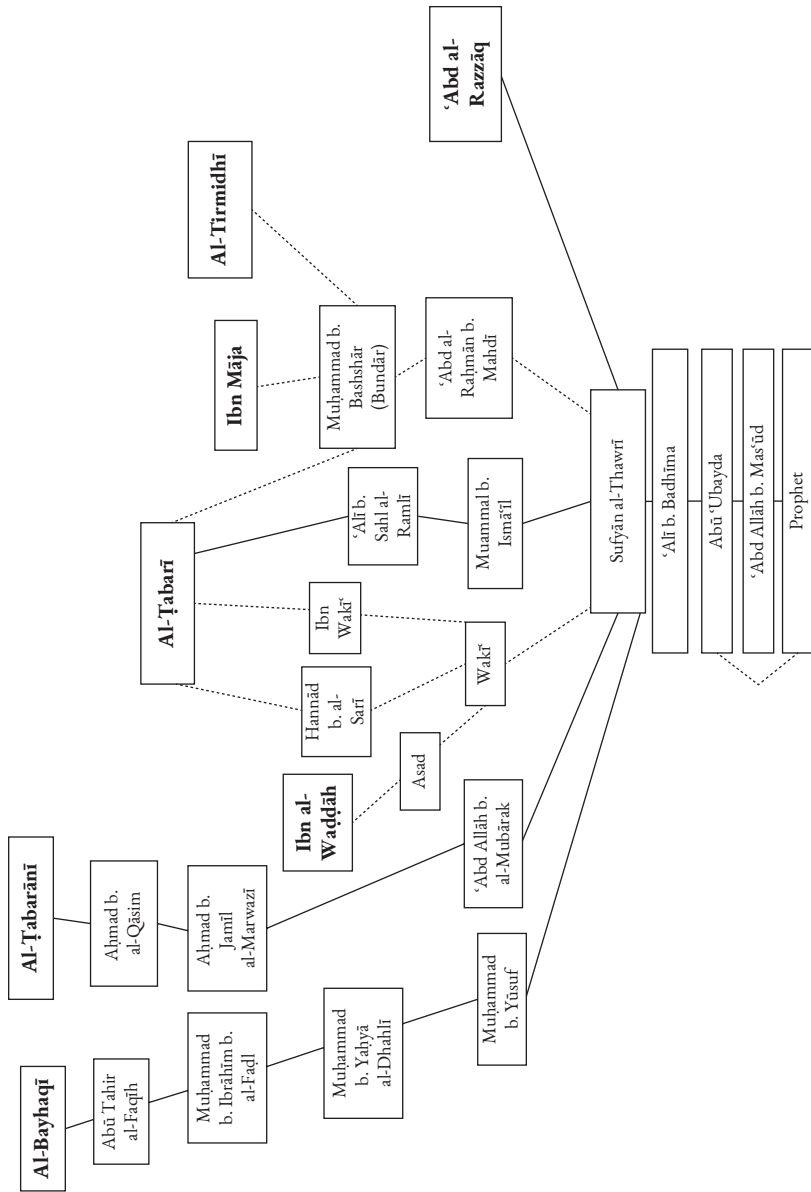 Al-Bayhaqī
Abū Tahir
al-Faqīh
Muḥammad
b. Ibrāhīm b.
al-Faḍl
Muḥammad
b. Yaḥyā
al-Dhahlī
Muḥammad
b. Yūsuf
Al-Ṭabarānī
Aḥmad b.
al-Qāsim
Aḥmad b.
Jamīl
al-Marwazī
ʿAbd Allāh b.
al-Mubārak
Ibn al-
Waḍḍāḥ
Asad
Al-Ṭabarī
Hannād
b. al-
Sarī
Ibn
Wakīʿ
Wakīʿ
ʿAlī b.
Sahl al-
Ramlī
Muammal b.
Ismāʿīl
Ibn Māja
Al-Tirmidhī
Muḥammad b.
Bashshār
(Bundār)
ʿAbd al-
Raḥmān b.
Mahdī
ʿAbd al-
Razzāq
Sufyān al-Thawrī
ʿAlī b. Badhīma
Abū ʿUbayda
ʿAbd Allāh b. Masʿūd
Prophet